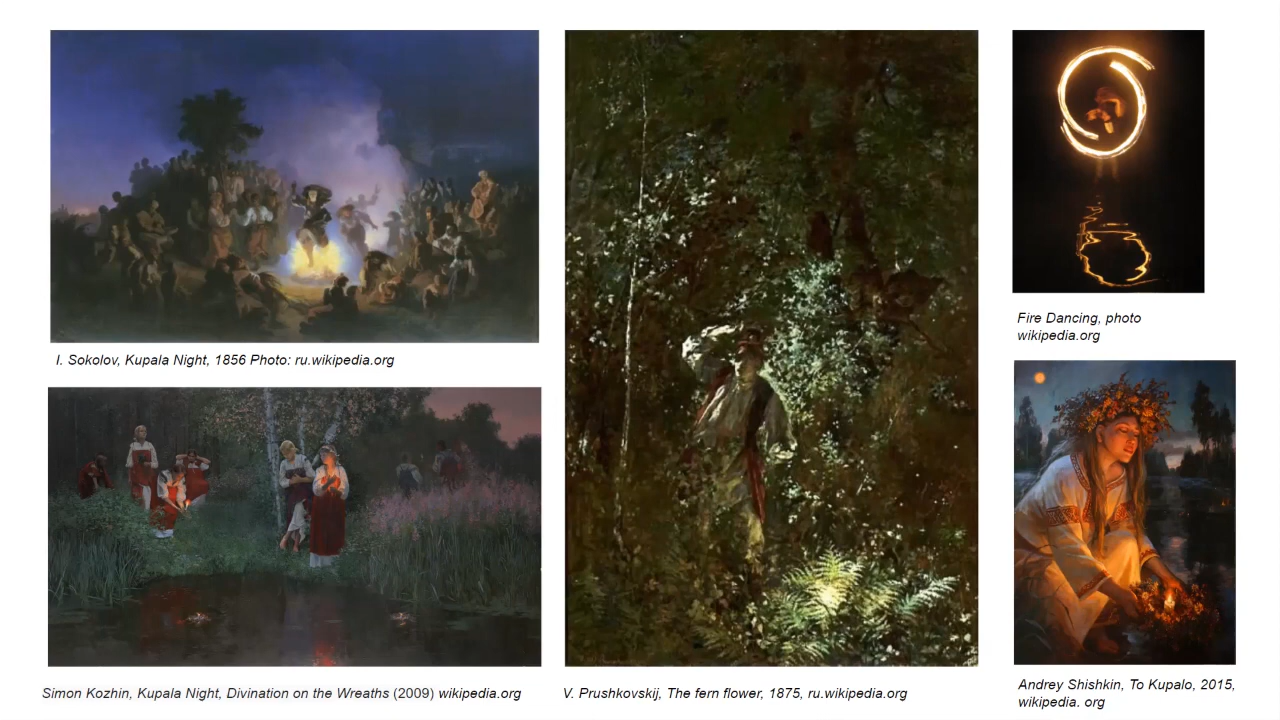 I. Sokolov, Kupala Night, 1856 Photo: ru.wikipedia.org
Simon Kozhin, Kupala Night, Divination on the Wreaths (2009) wikipedia.org
V. Prushkovskij, The fern flower, 1875, ru.wikipedia.org
Fire Dancing, photo
wikipedia.org
Andrey Shishkin, To Kupalo, 2015,
wikipedia. org